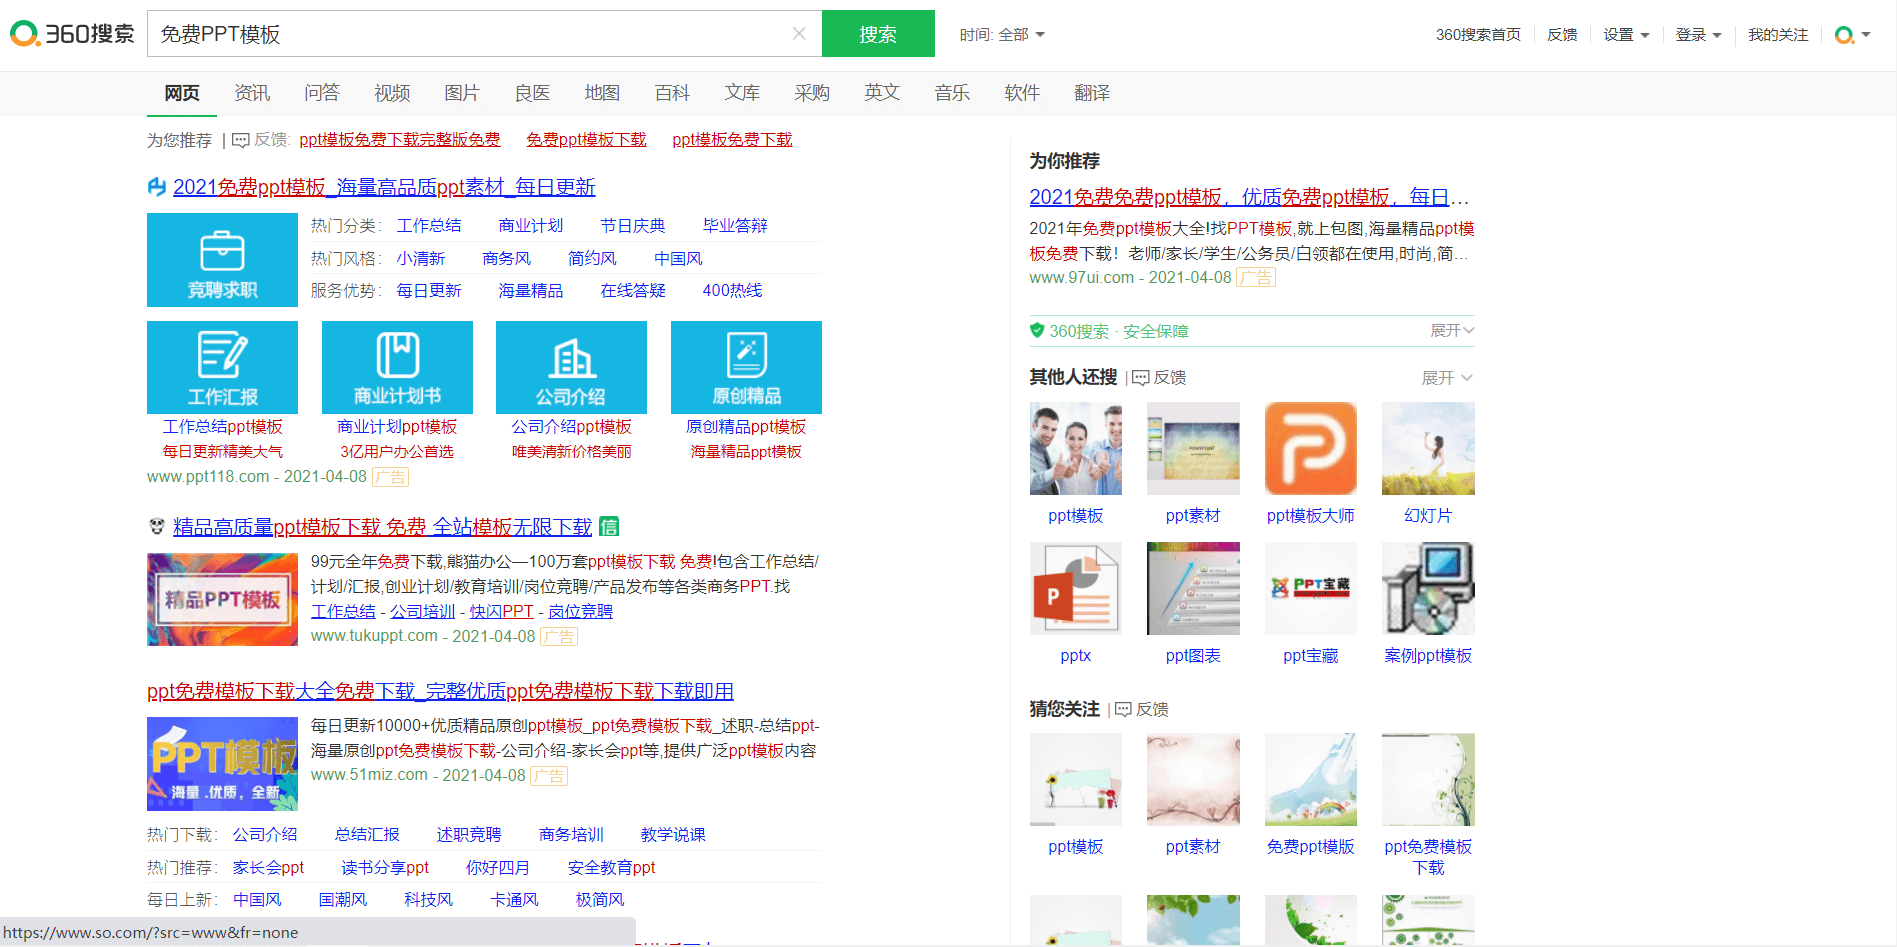 360搜索
免费PPT模板
搜索
时间: 全部
360搜索首页 反馈 设置 登录 我的关注
网页 资讯 问答 视频 图片 良医 地图 百科 文库 采购 英文 音乐 软件 翻译
为您推荐 | 反馈: ppt模板免费下载完整版免费 免费ppt模板下载 ppt模板免费下载
2021免费ppt模板_海量高品质ppt素材_每日更新
竞聘求职
热门分类: 工作总结 商业计划 节日庆典 毕业答辩
热门风格: 小清新 商务风 简约风 中国风
服务优势: 每日更新 海量精品 在线答疑 400热线
工作汇报 商业计划书 公司介绍 原创精品
工作总结ppt模板 商业计划ppt模板 公司介绍ppt模板 原创精品ppt模板
每日更新精美大气 3亿用户办公首选 唯美清新价格美丽 海量精品ppt模板
www.ppt118.com - 2021-04-08 广告
精品高质量ppt模板下载 免费 全站模板无限下载 信
精品PPT模板
99元全年免费下载,熊猫办公—100万套ppt模板下载 免费!包含工作总结/
计划/汇报,创业计划/教育培训/岗位竞聘/产品发布等各类商务PPT.找
工作总结 - 公司培训 - 快闪PPT - 岗位竞聘
www.tukuppt.com - 2021-04-08 广告
ppt免费模板下载大全免费下载_完整优质ppt免费模板下载下载即用
PPT模板
海量 .优质，全新
每日更新10000+优质精品原创ppt模板_ppt免费模板下载_述职-总结ppt-
海量原创ppt免费模板下载-公司介绍-家长会ppt等,提供广泛ppt模板内容
www.51miz.com - 2021-04-08 广告
热门下载: 公司介绍 总结汇报 述职竞聘 商务培训 教学说课
热门推荐: 家长会ppt 读书分享ppt 你好四月 安全教育ppt
每日上新: 中国风 国潮风 科技风 卡通风 极简风
https://www.so.com/?src=www&fr=none
为你推荐
2021免费免费ppt模板，优质免费ppt模板，每日…
2021年免费ppt模板大全!找PPT模板,就上包图,海量精品ppt模
板免费下载！老师/家长/学生/公务员/白领都在使用,时尚,简…
www.97ui.com - 2021-04-08 广告
360搜索 · 安全保障 展开
其他人还搜 | 反馈 展开
ppt模板 ppt素材 ppt模板大师 幻灯片
PPT宝藏
pptx ppt图表 ppt宝藏 案例ppt模板
猜您关注 | 反馈
ppt模板 ppt素材 免费ppt模版 ppt免费模板
下载